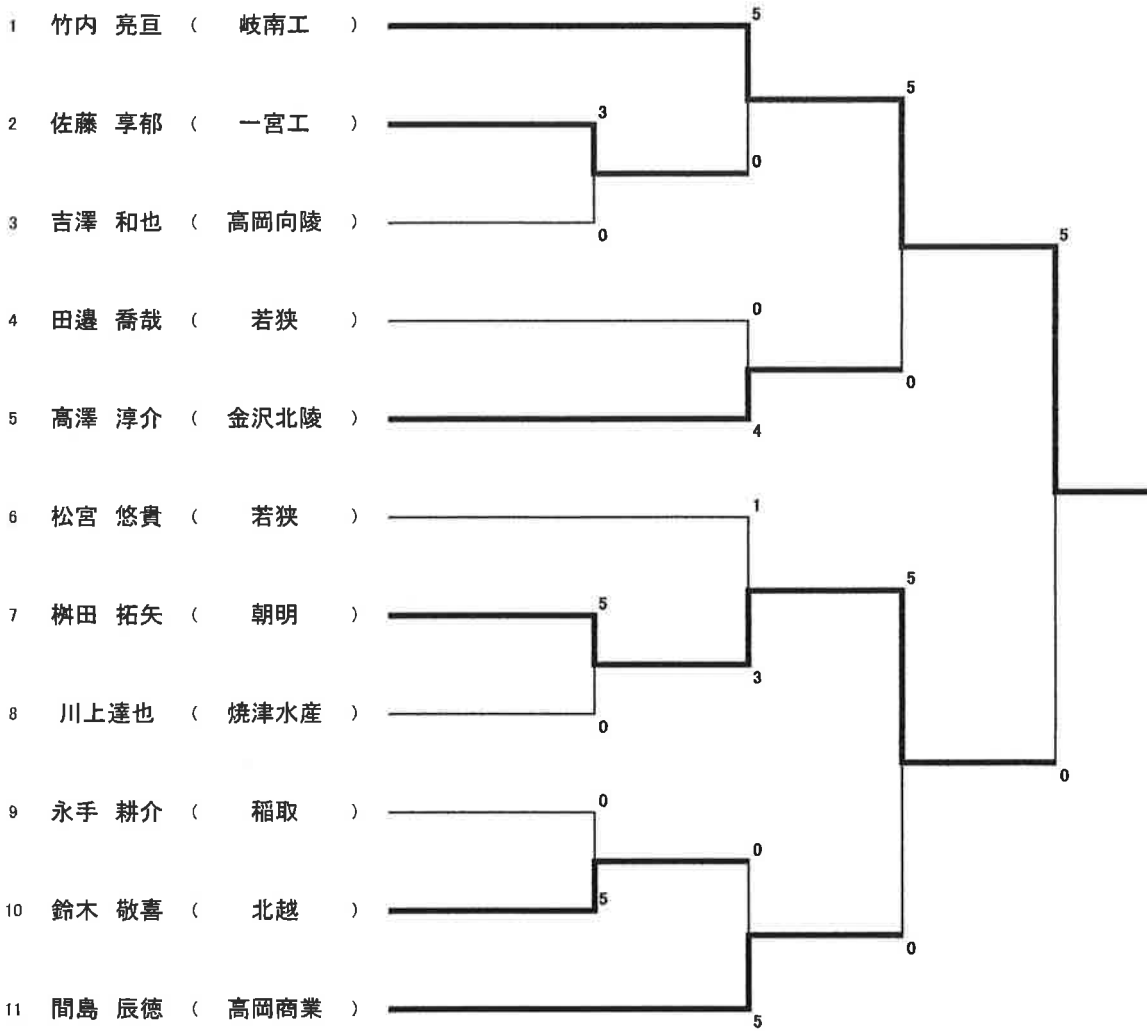 5
1 竹内 亮亘 ( 岐南工 )
5
3
2 佐藤 享郁 ( 一宮工 )
0
3 吉澤 和也 ( 高岡向陵 )
0
5
0
4 田邉 喬哉 ( 若狭 )
0
5 髙澤 淳介 ( 金沢北陵 )
4
1
6 松宮 悠貴 ( 若狭 )
5
5
7 桝田 拓矢 ( 朝明 )
3
8 川上達也 ( 焼津水産 )
0
0
0
9 永手 耕介 ( 稲取 )
0
5
10 鈴木 敬喜 ( 北越 )
0
11 間島 辰徳 ( 高岡商業 )
5